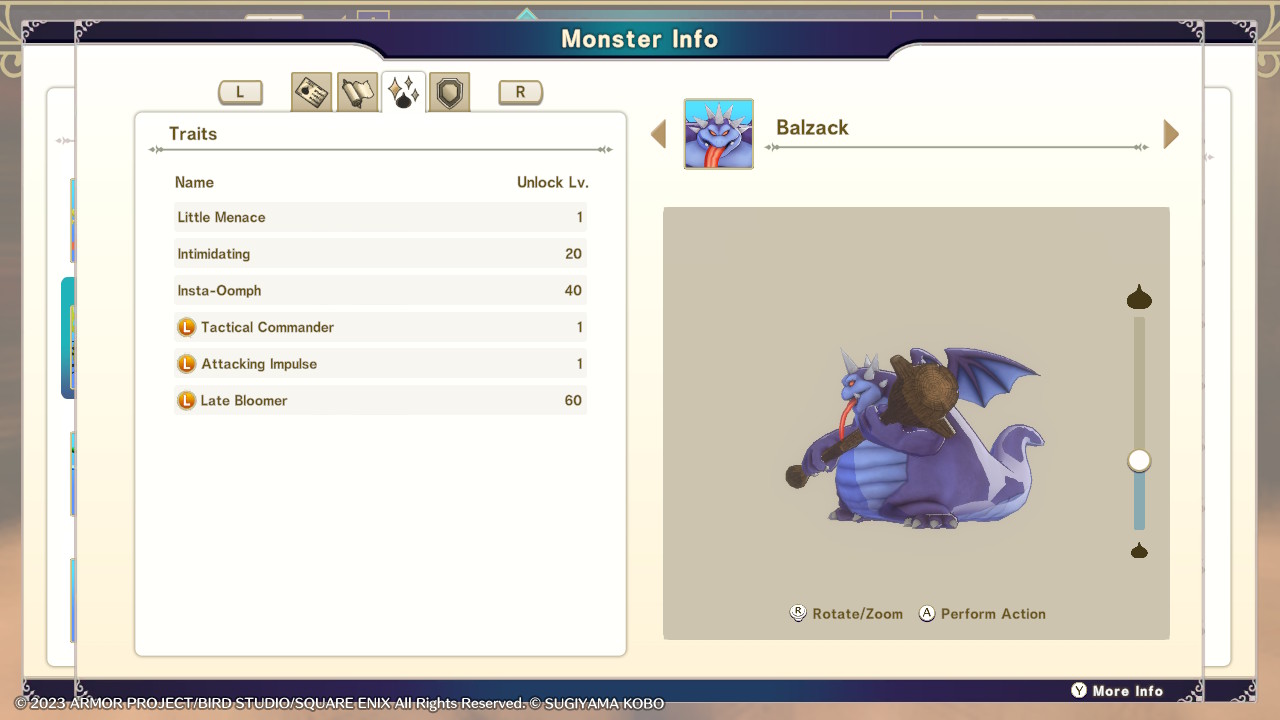 Monster Info
L
R
Traits
Name Unlock Lv.
Little Menace 1
Intimidating 20
Insta-Oomph 40
L Tactical Commander 1
L Attacking Impulse 1
L Late Bloomer 60
Balzack
R Rotate/Zoom A Perform Action
Y More Info
© 2023 ARMOR PROJECT/BIRD STUDIO/SQUARE ENIX All Rights Reserved. © SUGIYAMA KOBO